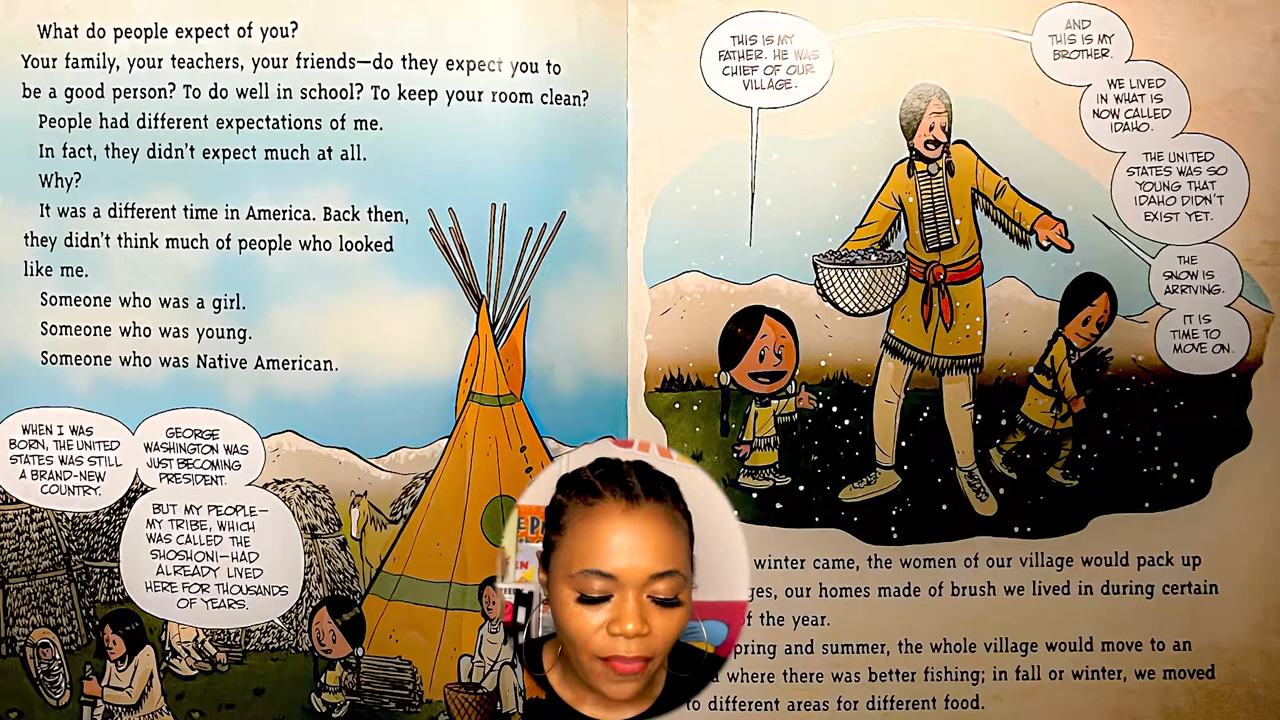 What do people expect of you?
Your family, your teachers, your friends—do they expect you to
be a good person? To do well in school? To keep your room clean?
People had different expectations of me.
In fact, they didn't expect much at all.
Why?
It was a different time in America. Back then,
they didn't think much of people who looked
like me.
Someone who was a girl.
Someone who was young.
Someone who was Native American.
WHEN I WAS
BORN, THE UNITED
STATES WAS STILL
A BRAND-NEW
COUNTRY.
GEORGE
WASHINGTON WAS
JUST BECOMING
PRESIDENT.
BUT MY PEOPLE—
MY TRIBE, WHICH
WAS CALLED THE
SHOSHONI—HAD
ALREADY LIVED
HERE FOR THOUSANDS
OF YEARS.
THIS IS MY
FATHER. HE WAS
CHIEF OF OUR
VILLAGE.
AND
THIS IS MY
BROTHER.
WE LIVED
IN WHAT IS
NOW CALLED
IDAHO.
THE UNITED
STATES WAS SO
YOUNG THAT
IDAHO DIDN'T
EXIST YET.
THE
SNOW IS
ARRIVING.
IT IS
TIME TO
MOVE ON.
winter came, the women of our village would pack up
our homes made of brush we lived in during certain
of the year.
and summer, the whole village would move to an
where there was better fishing; in fall or winter, we moved
to different areas for different food.